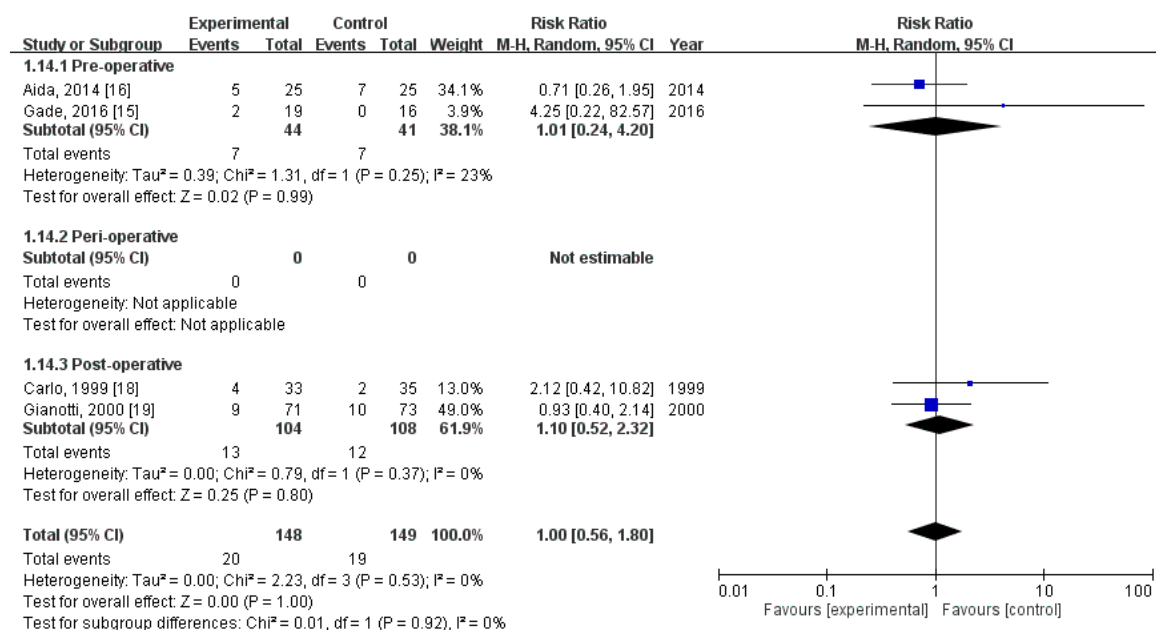 Experimental Control Risk Ratio Risk Ratio
Study or Subgroup Events Total Events Total Weight M-H, Random, 95% CI Year M-H, Random, 95% CI
1.14.1 Pre-operative
Aida, 2014 [16] 5 25 7 25 34.1% 0.71 [0.26, 1.95] 2014
Gade, 2016 [15] 2 19 0 16 3.9% 4.25 [0.22, 82.57] 2016
Subtotal (95% CI) 44 41 38.1% 1.01 [0.24, 4.20]
Total events 7 7
Heterogeneity: Tau² = 0.39; Chi² = 1.31, df = 1 (P = 0.25); I² = 23%
Test for overall effect: Z = 0.02 (P = 0.99)
1.14.2 Peri-operative
Subtotal (95% CI) 0 0 Not estimable
Total events 0 0
Heterogeneity: Not applicable
Test for overall effect: Not applicable
1.14.3 Post-operative
Carlo, 1999 [18] 4 33 2 35 13.0% 2.12 [0.42, 10.82] 1999
Gianotti, 2000 [19] 9 71 10 73 49.0% 0.93 [0.40, 2.14] 2000
Subtotal (95% CI) 104 108 61.9% 1.10 [0.52, 2.32]
Total events 13 12
Heterogeneity: Tau² = 0.00; Chi² = 0.79, df = 1 (P = 0.37); I² = 0%
Test for overall effect: Z = 0.25 (P = 0.80)
Total (95% CI) 148 149 100.0% 1.00 [0.56, 1.80]
Total events 20 19
Heterogeneity: Tau² = 0.00; Chi² = 2.23, df = 3 (P = 0.53); I² = 0%
Test for overall effect: Z = 0.00 (P = 1.00)
Test for subgroup differences: Chi² = 0.01, df = 1 (P = 0.92), I² = 0%
0.01 0.1 1 10 100
Favours [experimental] Favours [control]